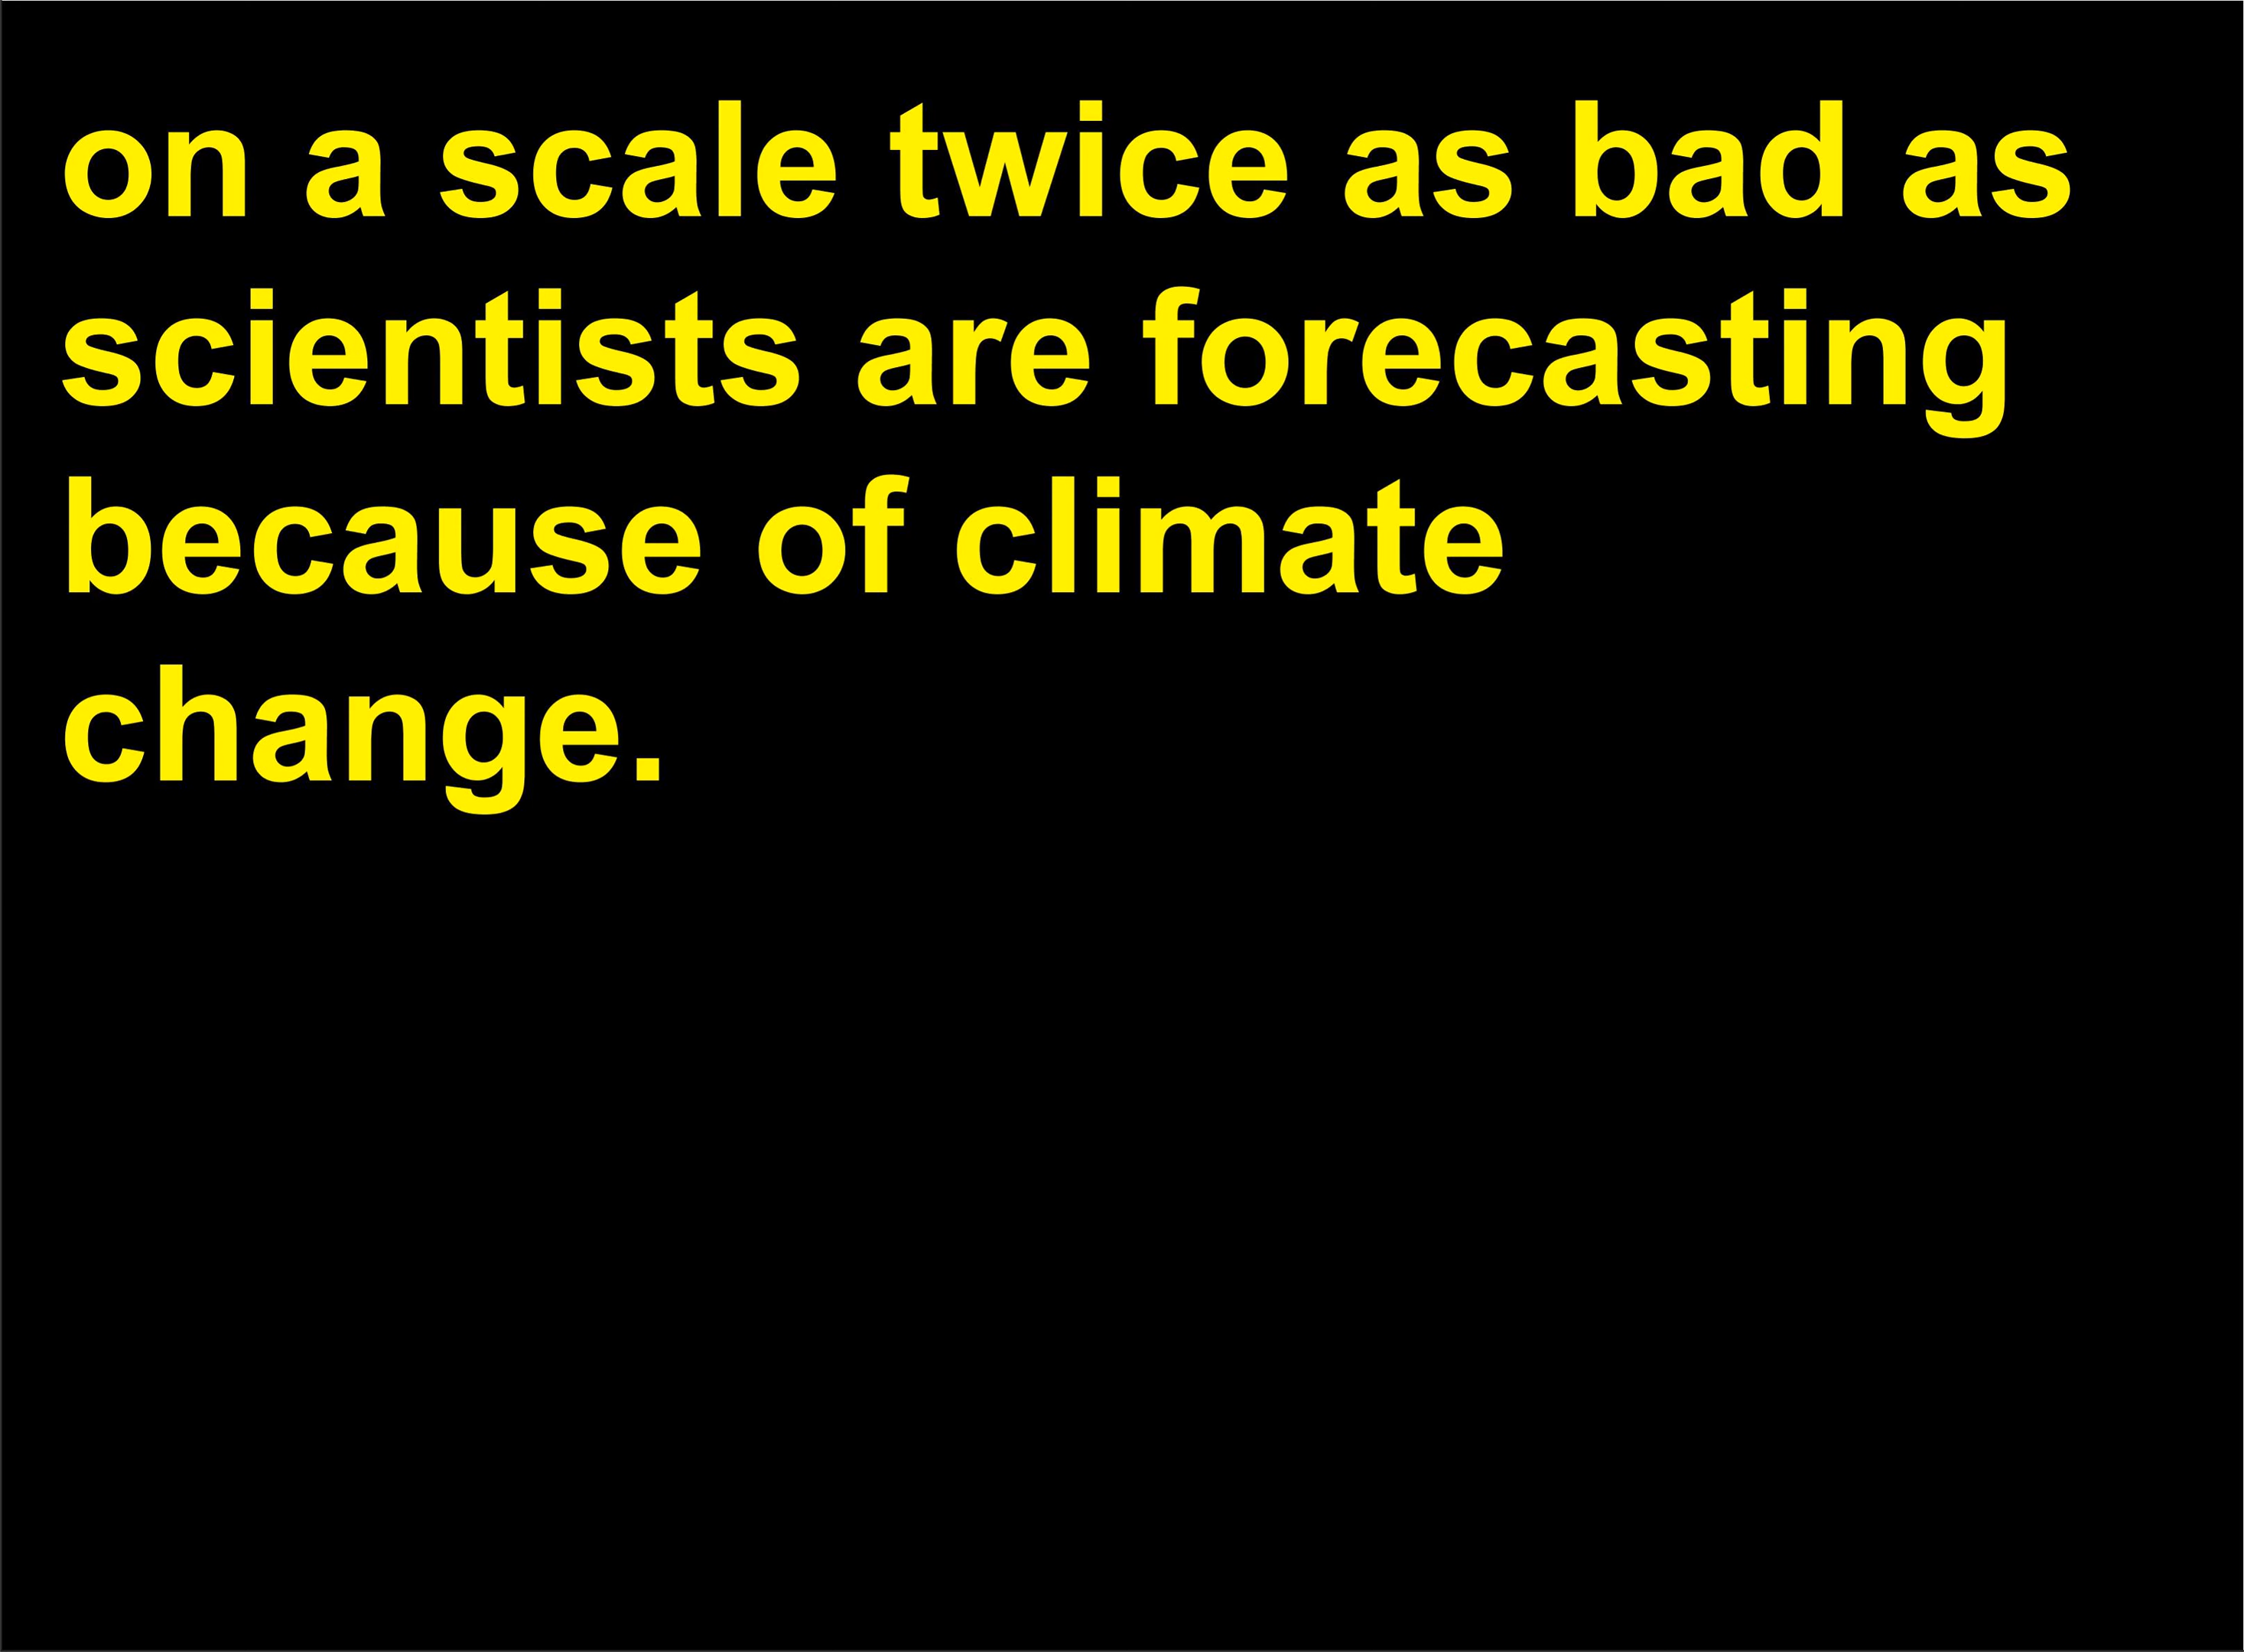 on a scale twice as bad as
scientists are forecasting
because of climate
change.